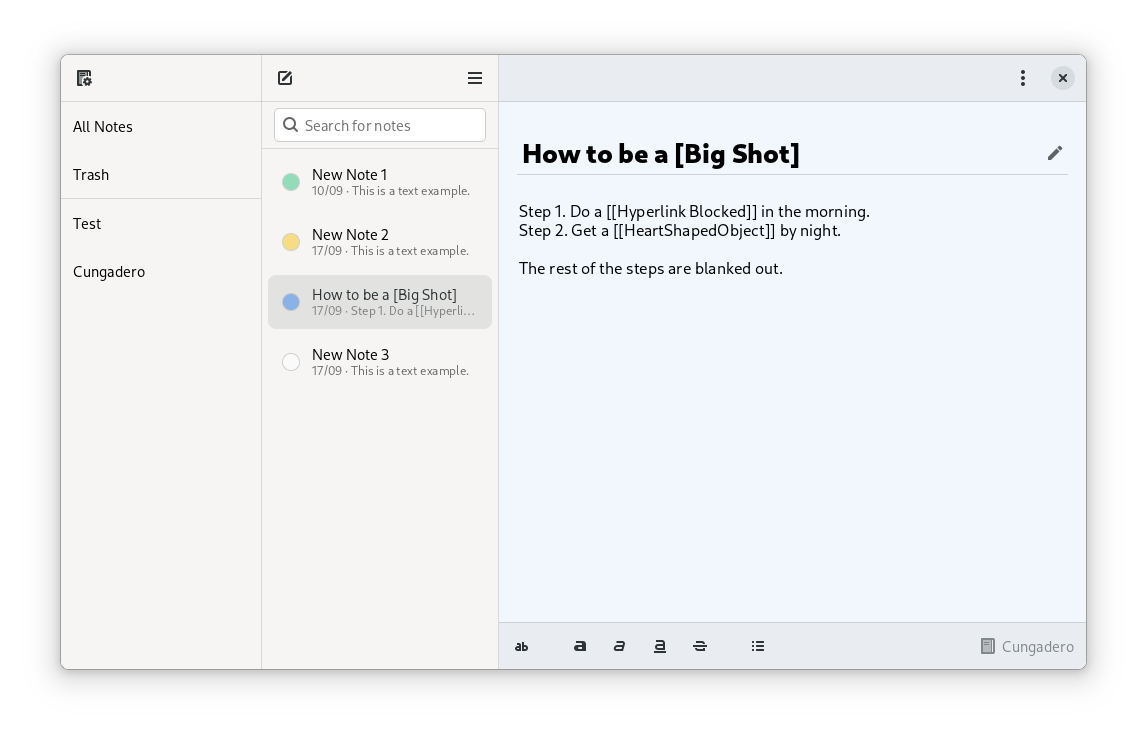 All Notes
Trash
Test
Cungadero
Search for notes
New Note 1
10/09 · This is a text example.
New Note 2
17/09 · This is a text example.
How to be a [Big Shot]
17/09 · Step 1. Do a [[Hyperli…
New Note 3
17/09 · This is a text example.
How to be a [Big Shot]
Step 1. Do a [[Hyperlink Blocked]] in the morning.
Step 2. Get a [[HeartShapedObject]] by night.
The rest of the steps are blanked out.
ab a a a S
Cungadero